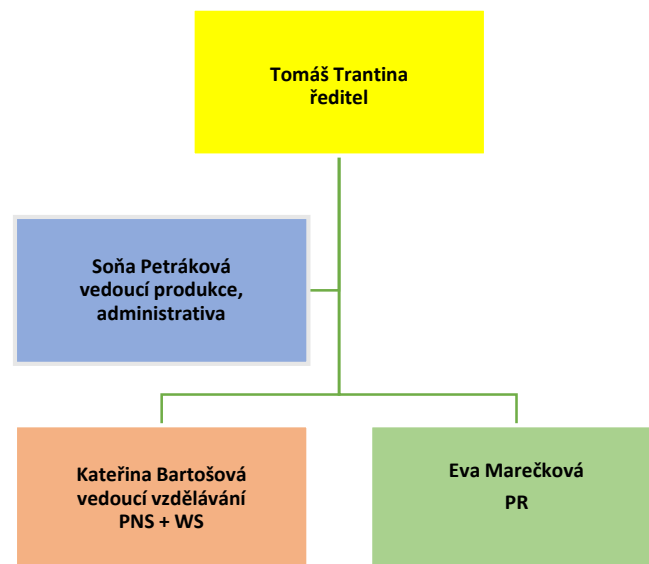 Tomáš Trantina
ředitel
Soňa Petráková
vedoucí produkce,
administrativa
Kateřina Bartošová
vedoucí vzdělávání
PNS + WS
Eva Marečková
PR